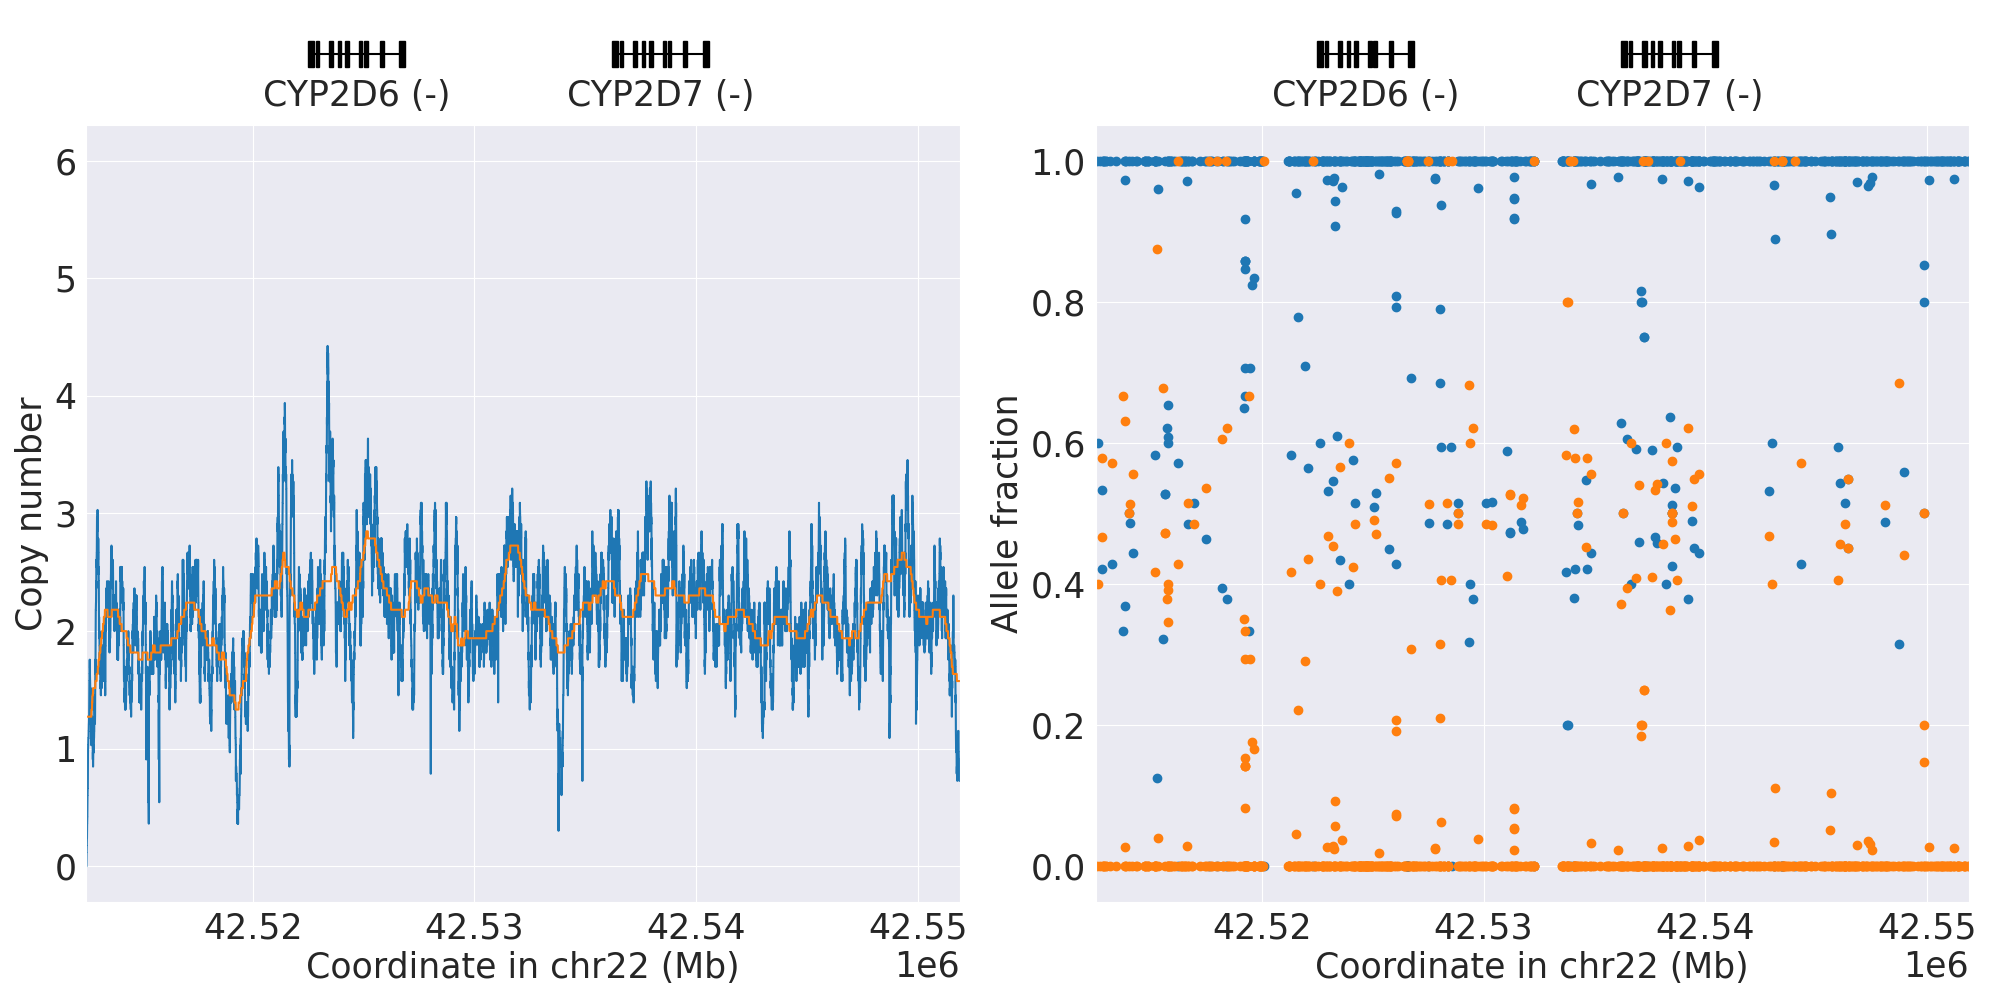 CYP2D6 (-) CYP2D7 (-)
6
5
4
3
2
1
0
Copy number
42.52 42.53 42.54 42.55
Coordinate in chr22 (Mb)
1e6
CYP2D6 (-) CYP2D7 (-)
1.0
0.8
0.6
0.4
0.2
0.0
Allele fraction
42.52 42.53 42.54 42.55
Coordinate in chr22 (Mb)
1e6